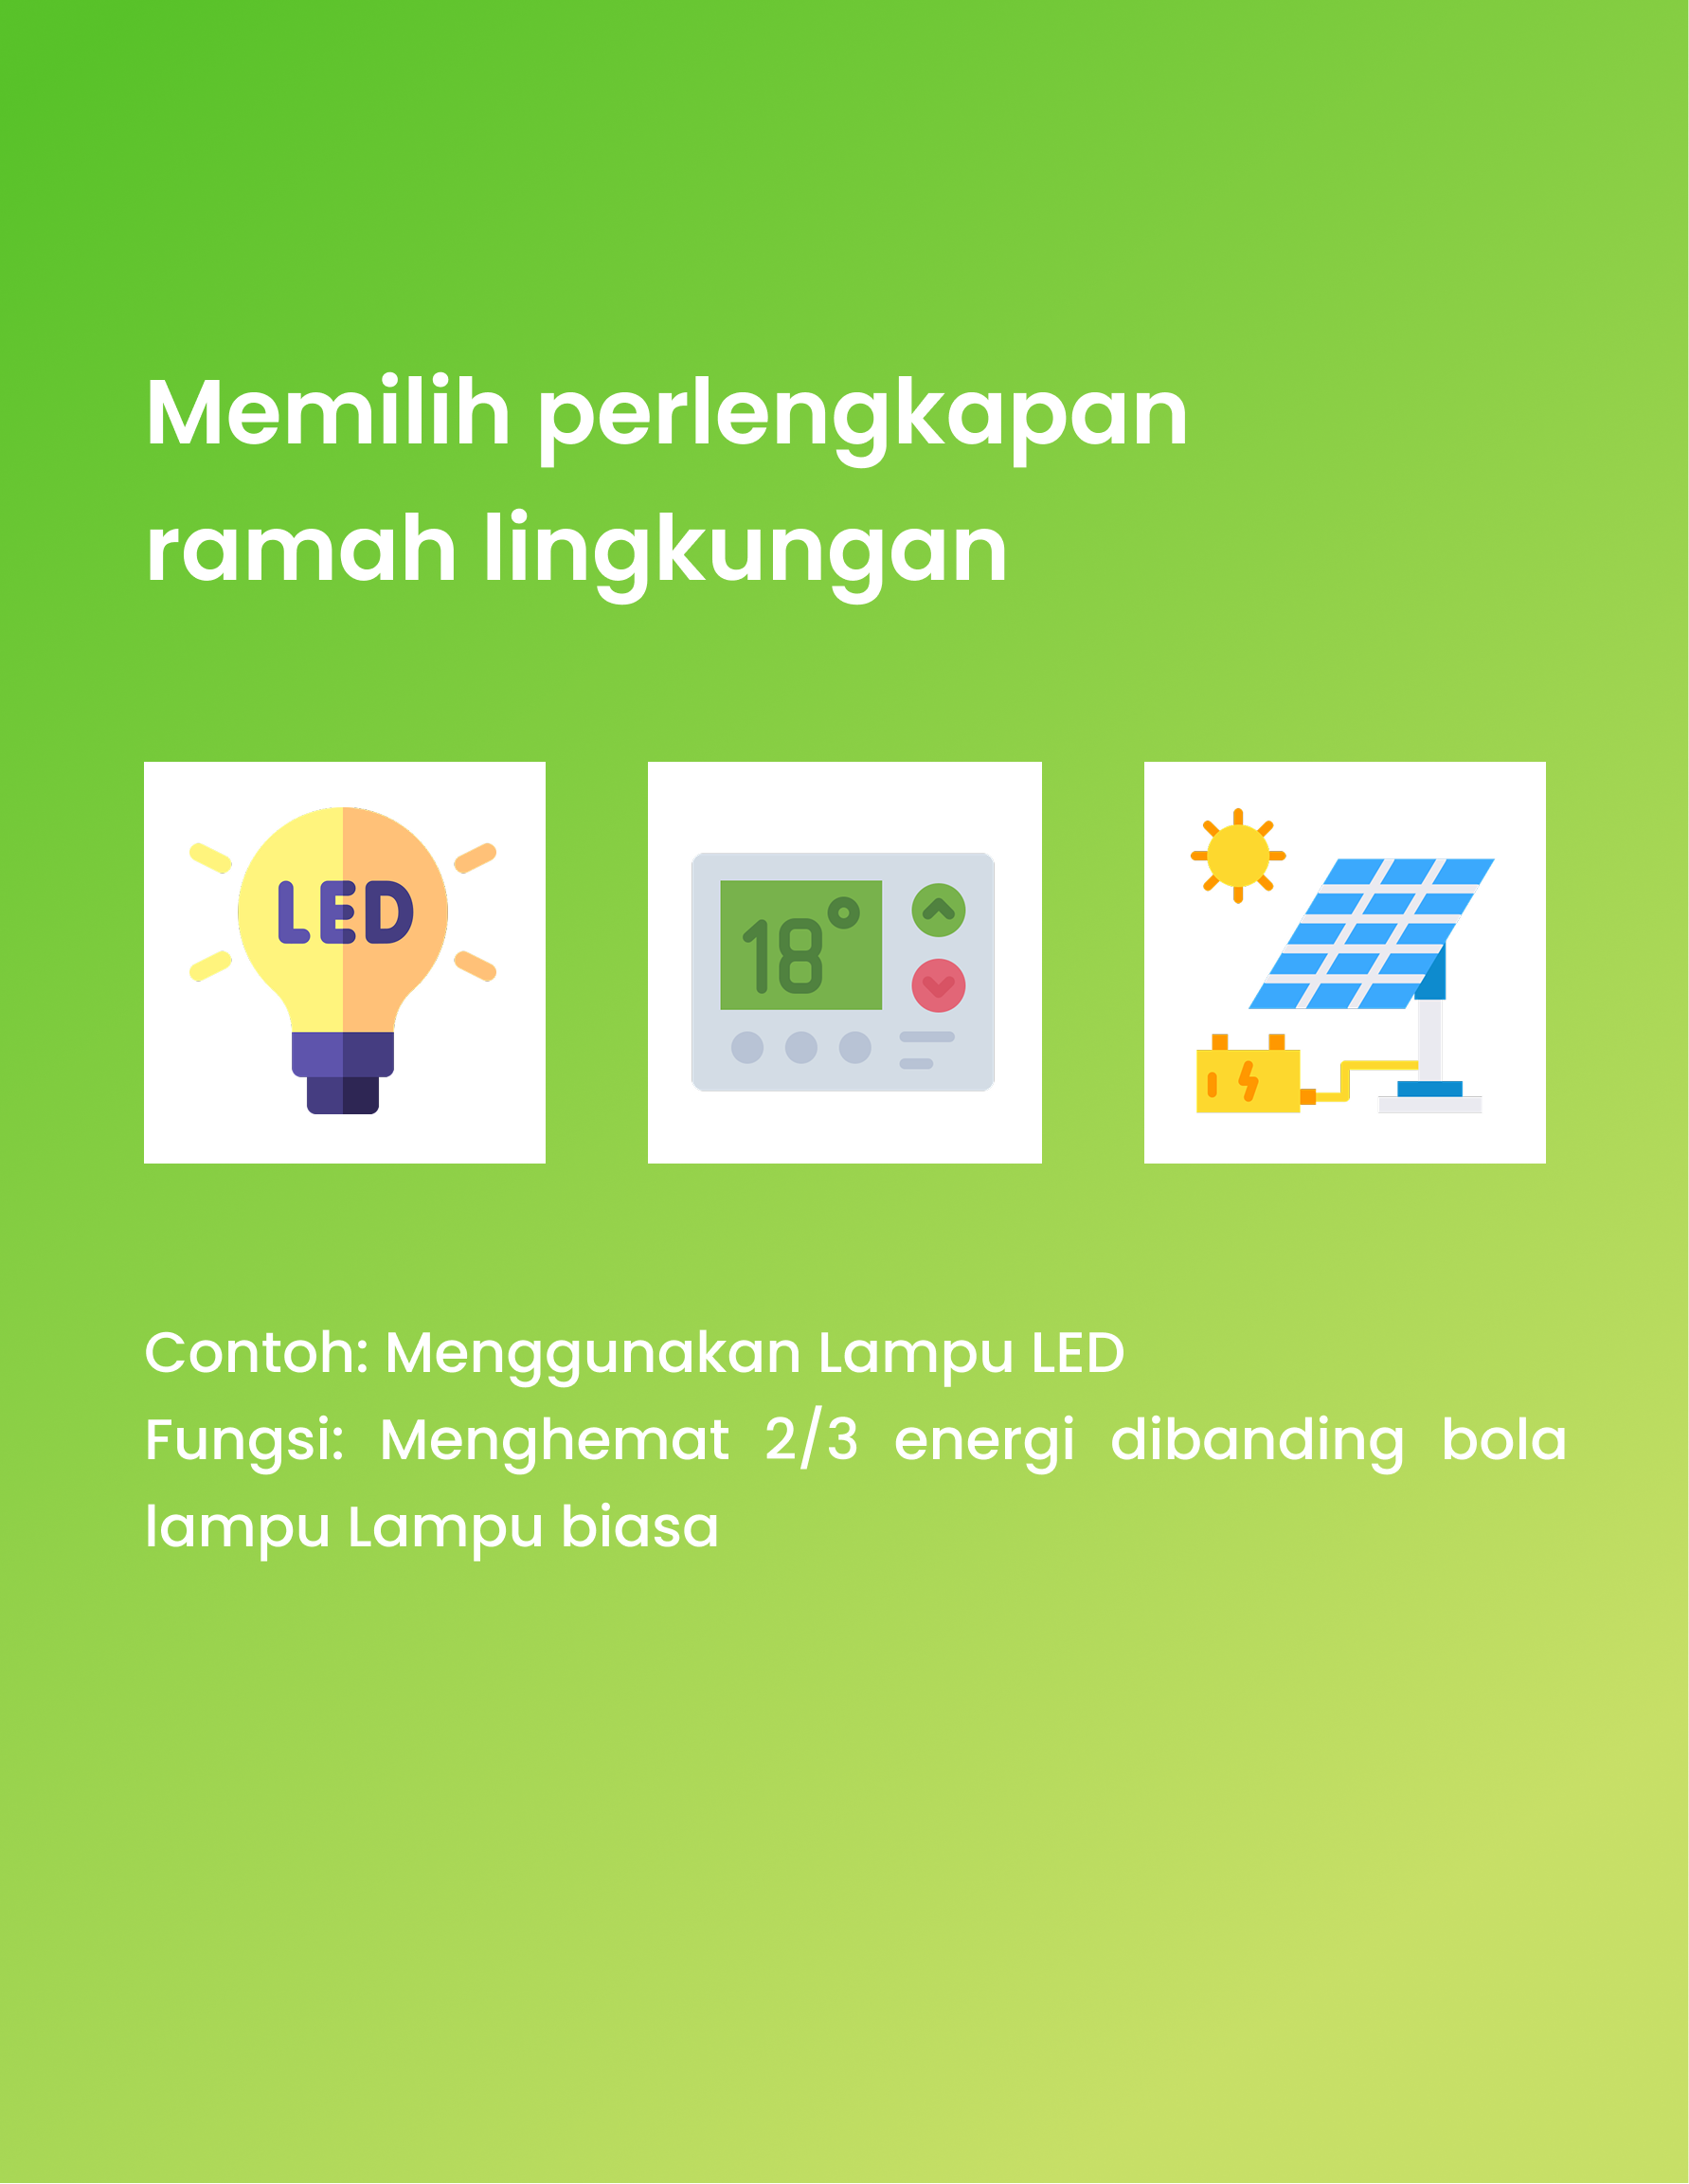 Memilih perlengkapan
ramah lingkungan
LED
18°
Contoh: Menggunakan Lampu LED
Fungsi: Menghemat 2/3 energi dibanding bola
lampu Lampu biasa